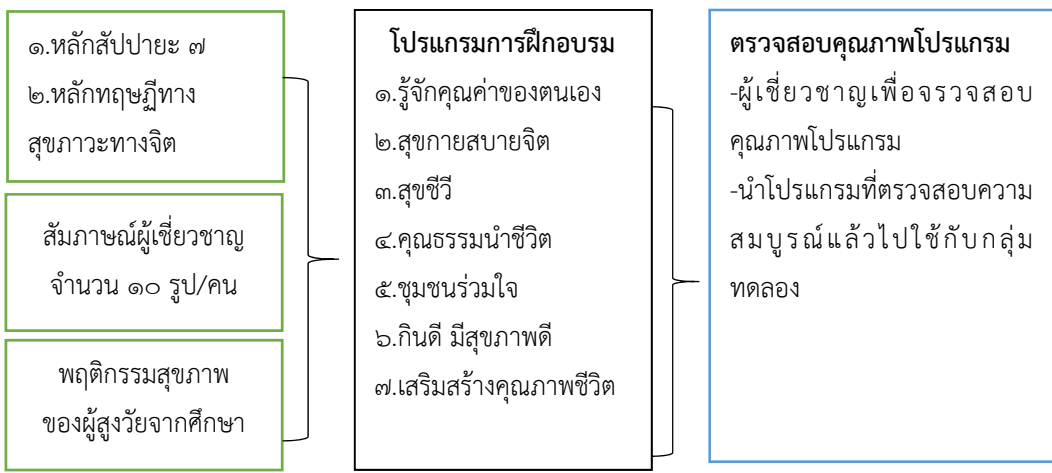 ๑.หลักสัปปายะ ๗
๒.หลักทฤษฎีทาง
สุขภาวะทางจิต
สัมภาษณ์ผู้เชี่ยวชาญ
จำนวน ๑๐ รูป/คน
พฤติกรรมสุขภาพ
ของผู้สูงวัยจากศึกษา
โปรแกรมการฝึกอบรม
๑.รู้จักคุณค่าของตนเอง
๒.สุขกายสบายจิต
๓.สุขชีวี
๔.คุณธรรมนำชีวิต
๕.ชุมชนร่วมใจ
๖.กินดี มีสุขภาพดี
๗.เสริมสร้างคุณภาพชีวิต
ตรวจสอบคุณภาพโปรแกรม
-ผู้เชี่ยวชาญเพื่อจรวจสอบ
คุณภาพโปรแกรม
-นำโปรแกรมที่ตรวจสอบความ
สมบูรณ์แล้วไปใช้กับกลุ่ม
ทดลอง